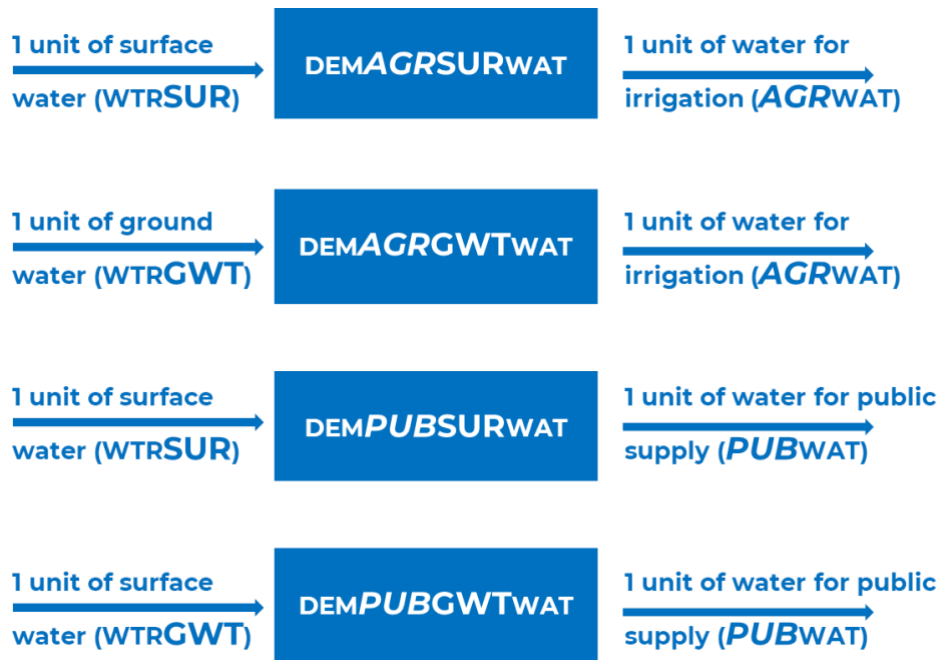 1 unit of surface
water (WTRSUR)
DEMAGRSURWAT
1 unit of water for
irrigation (AGRWAT)
1 unit of ground
water (WTRGWT)
DEMAGRGWTWAT
1 unit of water for
irrigation (AGRWAT)
1 unit of surface
water (WTRSUR)
DEMPUBSURWAT
1 unit of water for public
supply (PUBWAT)
1 unit of surface
water (WTRGWT)
DEMPUBGWTWAT
1 unit of water for public
supply (PUBWAT)